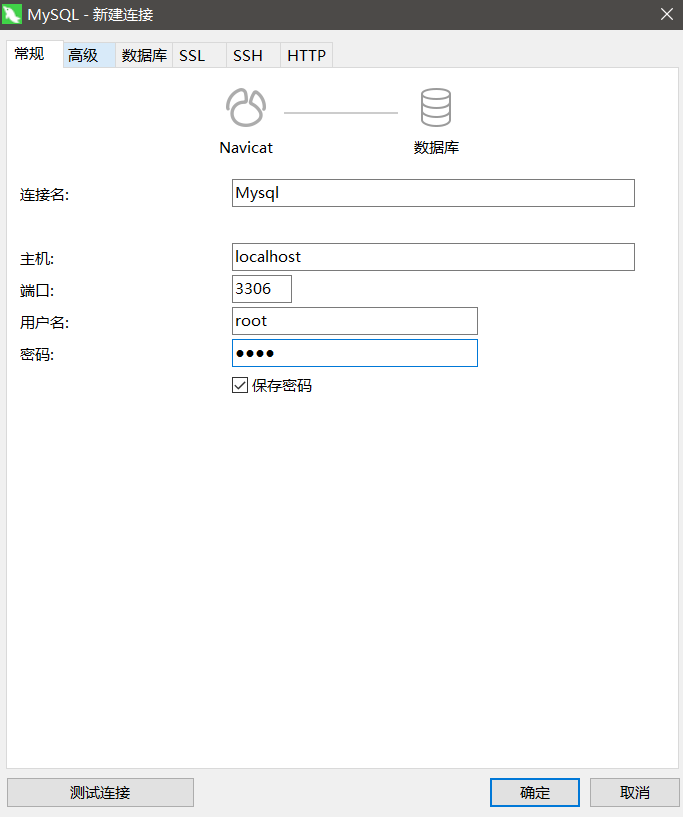 MySQL - 新建连接
常规 高级 数据库 SSL SSH HTTP
Navicat 数据库
连接名: Mysql
主机: localhost
端口: 3306
用户名: root
密码: ●●●●
保存密码
测试连接 确定 取消